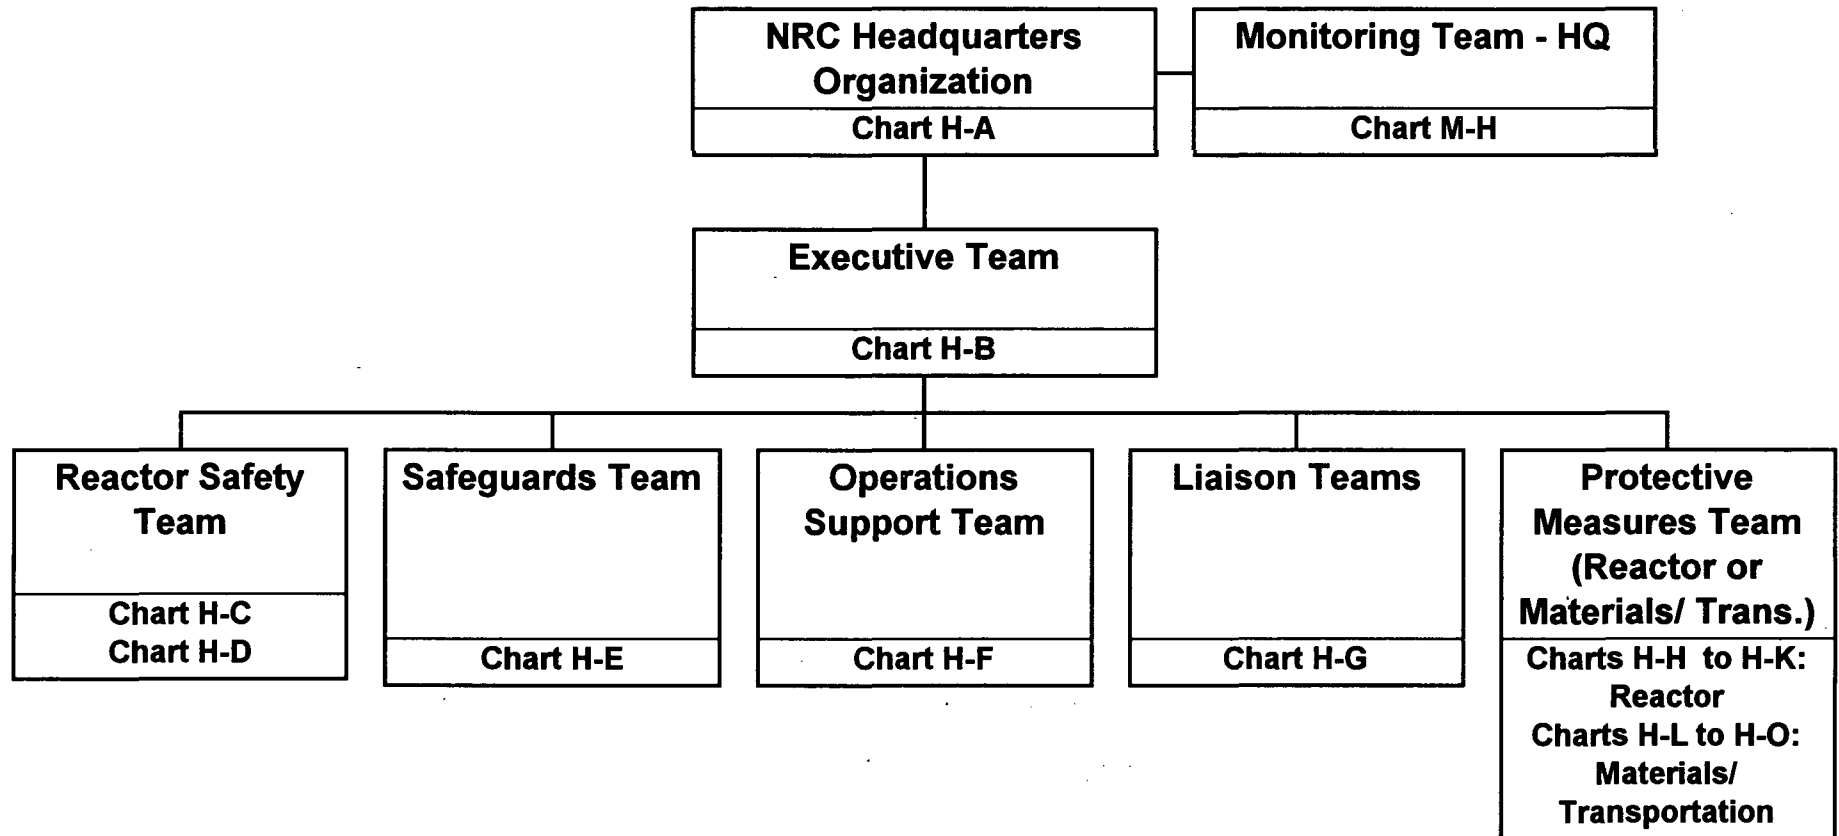 NRC Headquarters
Organization
Chart H-A
Monitoring Team - HQ
Chart M-H
Executive Team
Chart H-B
Reactor Safety
Team
Chart H-C
Chart H-D
Safeguards Team
Chart H-E
Operations
Support Team
Chart H-F
Liaison Teams
Chart H-G
Protective
Measures Team
(Reactor or
Materials/ Trans.)
Charts H-H to H-K:
Reactor
Charts H-L to H-O:
Materials/
Transportation